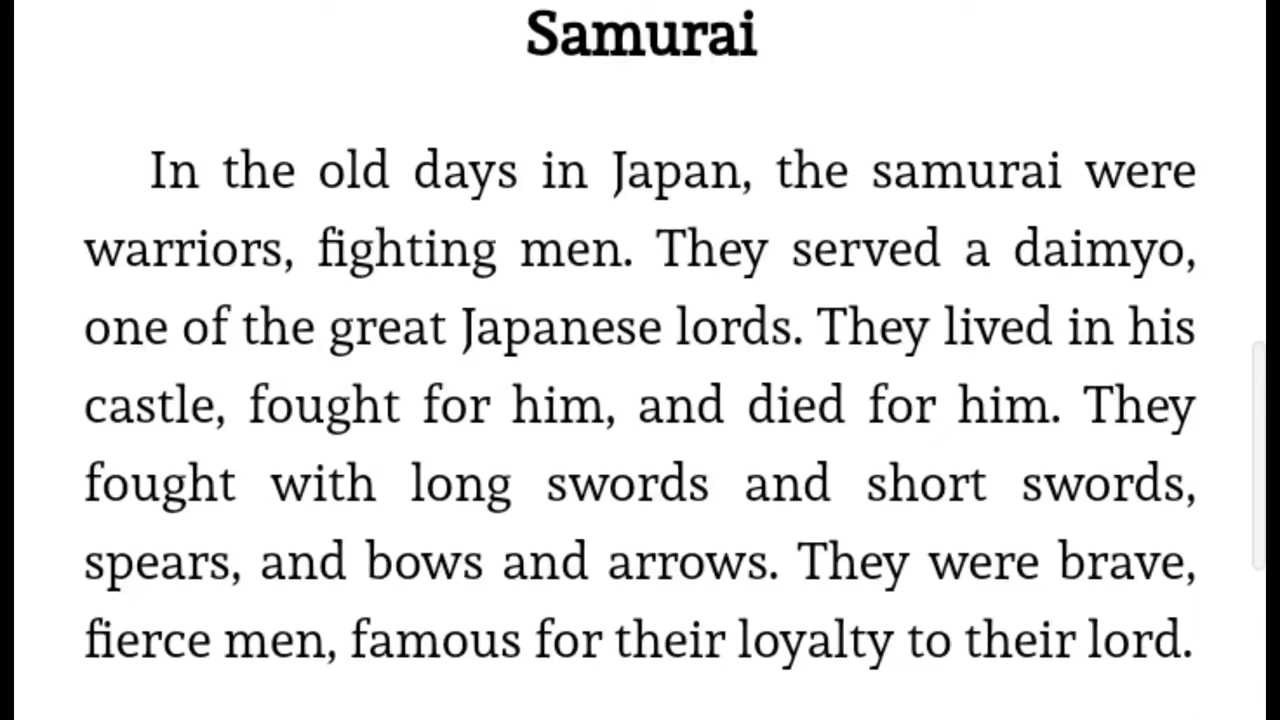 Samurai
In the old days in Japan, the samurai were
warriors, fighting men. They served a daimyo,
one of the great Japanese lords. They lived in his
castle, fought for him, and died for him. They
fought with long swords and short swords,
spears, and bows and arrows. They were brave,
fierce men, famous for their loyalty to their lord.